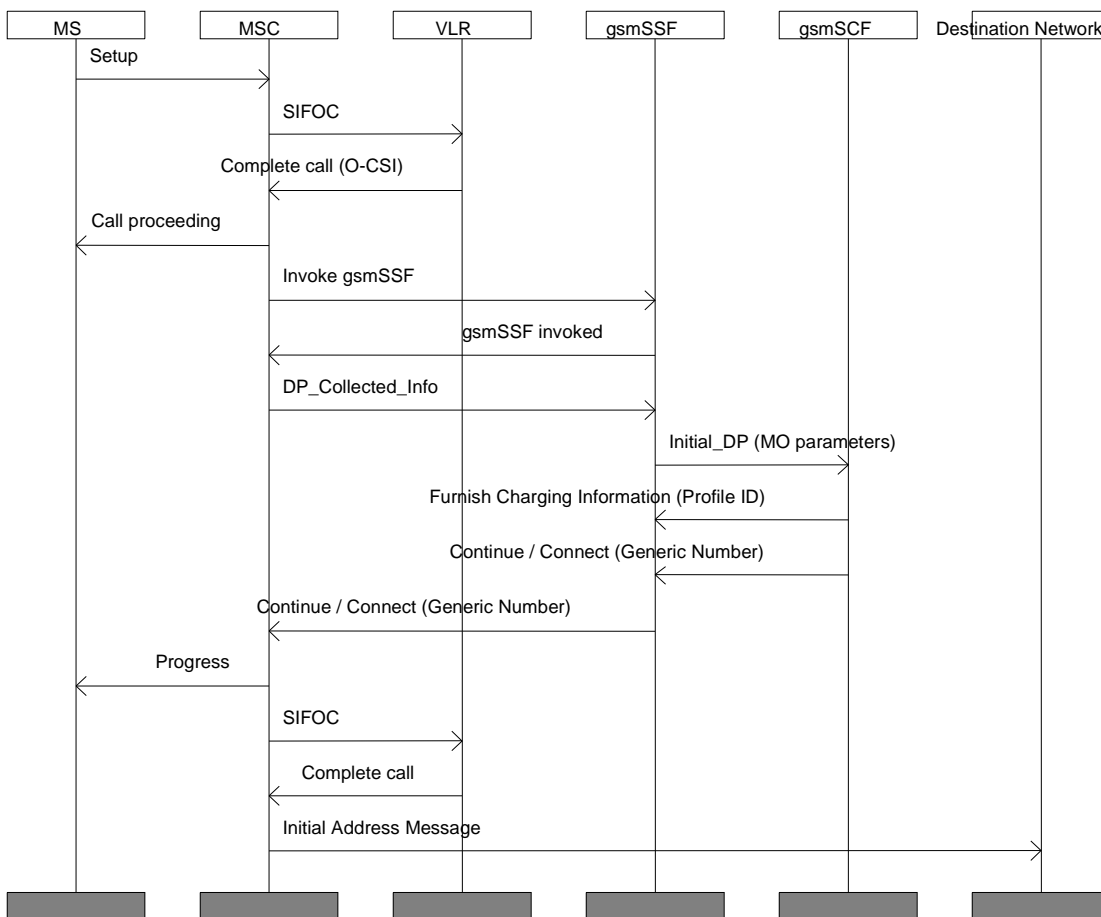 MS
MSC
VLR
gsmSSF
gsmSCF
Destination Network
Setup
SIFOC
Complete call (O-CSI)
Call proceeding
Invoke gsmSSF
gsmSSF invoked
DP_Collected_Info
Initial_DP (MO parameters)
Furnish Charging Information (Profile ID)
Continue / Connect (Generic Number)
Continue / Connect (Generic Number)
Progress
SIFOC
Complete call
Initial Address Message